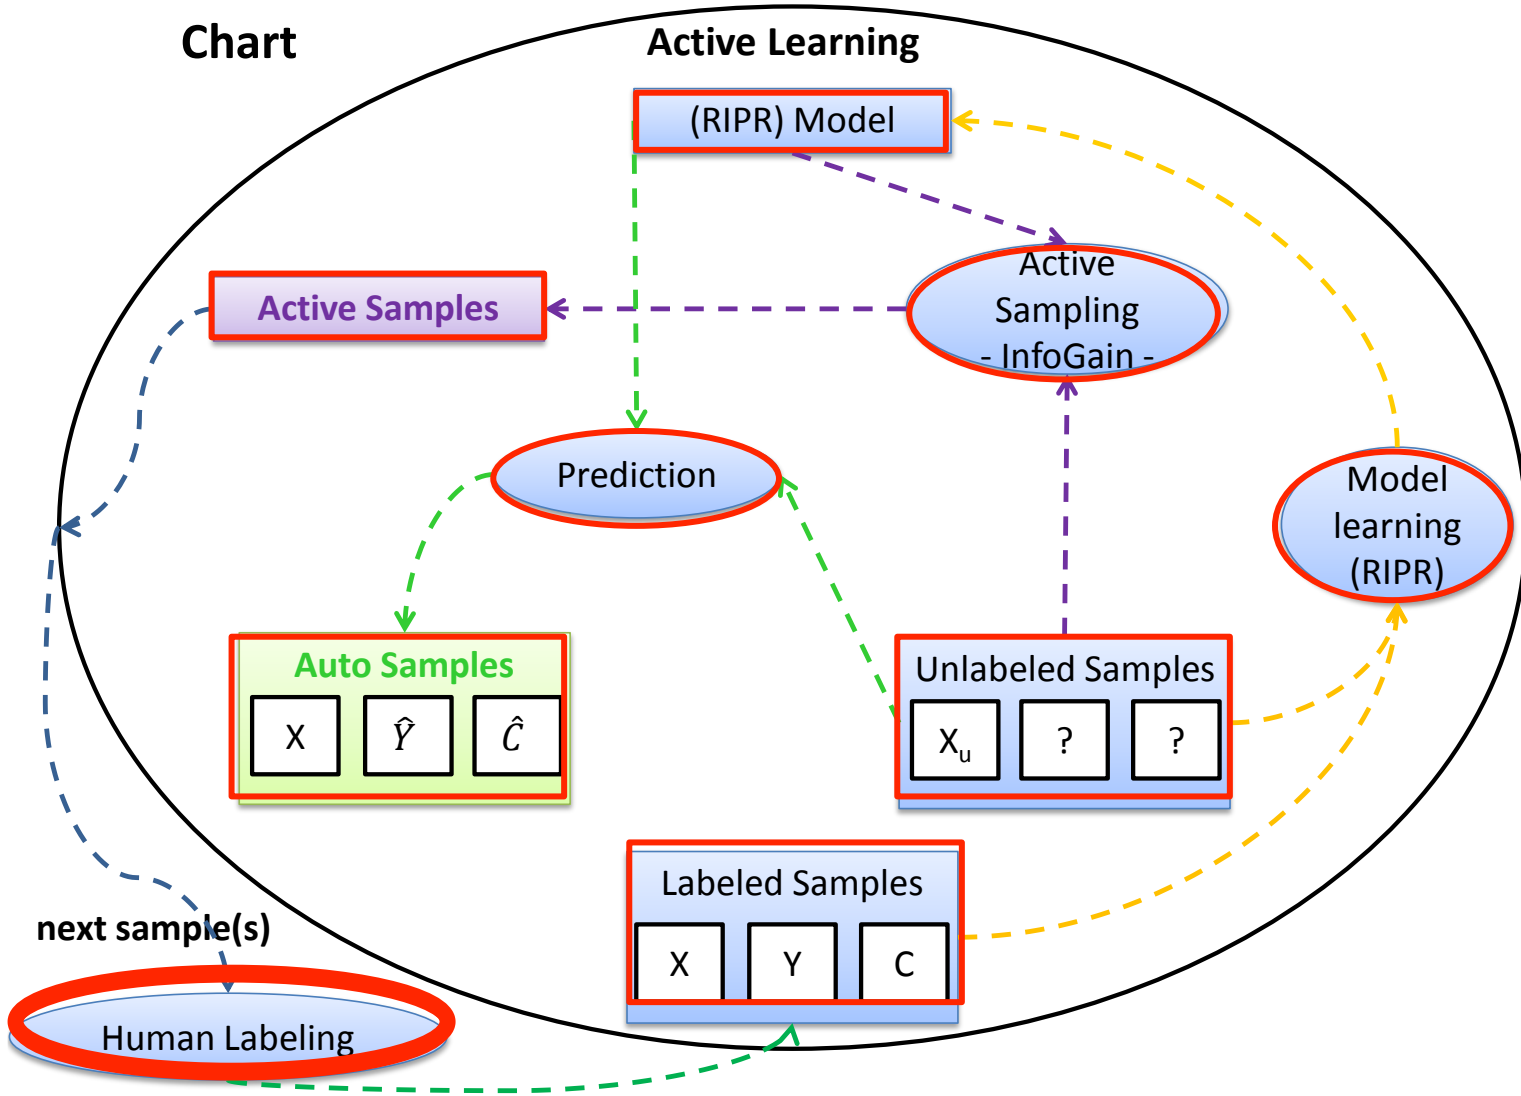 Chart
Active Learning
(RIPR) Model
Active
Sampling
- InfoGain -
Active Samples
Prediction
Model
learning
(RIPR)
Auto Samples
X Ŷ Ĉ
Unlabeled Samples
Xᵤ ? ?
Labeled Samples
X Y C
next sample(s)
Human Labeling